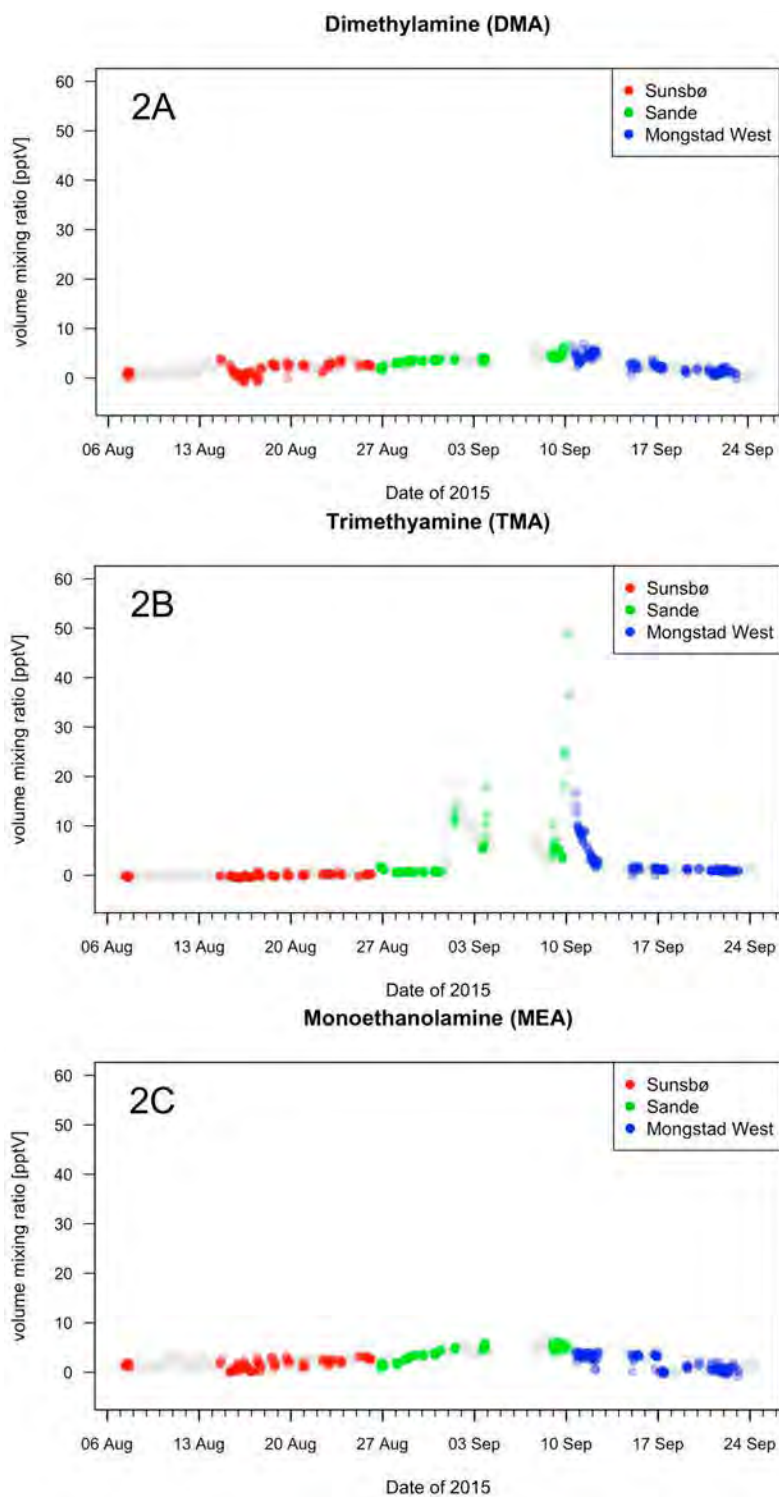 Dimethylamine (DMA)
2A
Sunsbø
Sande
Mongstad West
volume mixing ratio [pptV]
60
50
40
30
20
10
0
06 Aug 13 Aug 20 Aug 27 Aug 03 Sep 10 Sep 17 Sep 24 Sep
Date of 2015
Trimethyamine (TMA)
2B
Sunsbø
Sande
Mongstad West
volume mixing ratio [pptV]
60
50
40
30
20
10
0
06 Aug 13 Aug 20 Aug 27 Aug 03 Sep 10 Sep 17 Sep 24 Sep
Date of 2015
Monoethanolamine (MEA)
2C
Sunsbø
Sande
Mongstad West
volume mixing ratio [pptV]
60
50
40
30
20
10
0
06 Aug 13 Aug 20 Aug 27 Aug 03 Sep 10 Sep 17 Sep 24 Sep
Date of 2015